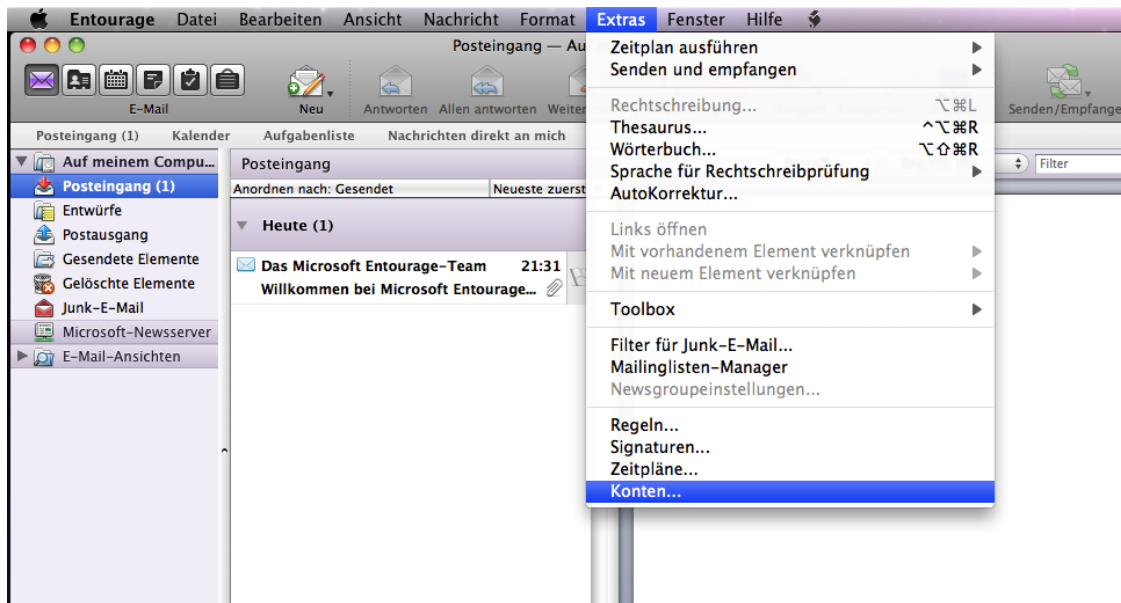 Entourage Datei Bearbeiten Ansicht Nachricht Format Extras Fenster Hilfe
Posteingang — Au
E-Mail
Neu Antworten Allen antworten Weiter Senden/Empfange
Posteingang (1) Kalender Aufgabenliste Nachrichten direkt an mich
Auf meinem Compu...
Posteingang (1)
Entwürfe
Postausgang
Gesendete Elemente
Gelöschte Elemente
Junk-E-Mail
Microsoft-Newsserver
E-Mail-Ansichten
Posteingang
Anordnen nach: Gesendet Neueste zuerst
Heute (1)
Das Microsoft Entourage-Team 21:31
Willkommen bei Microsoft Entourage...
Zeitplan ausführen
Senden und empfangen
Rechtschreibung... ⌥⌘L
Thesaurus... ^⌥⌘R
Wörterbuch... ⌥⇧⌘R
Sprache für Rechtschreibprüfung
AutoKorrektur...
Links öffnen
Mit vorhandenem Element verknüpfen
Mit neuem Element verknüpfen
Toolbox
Filter für Junk-E-Mail...
Mailinglisten-Manager
Newsgroupeinstellungen...
Regeln...
Signaturen...
Zeitpläne...
Konten...
Filter